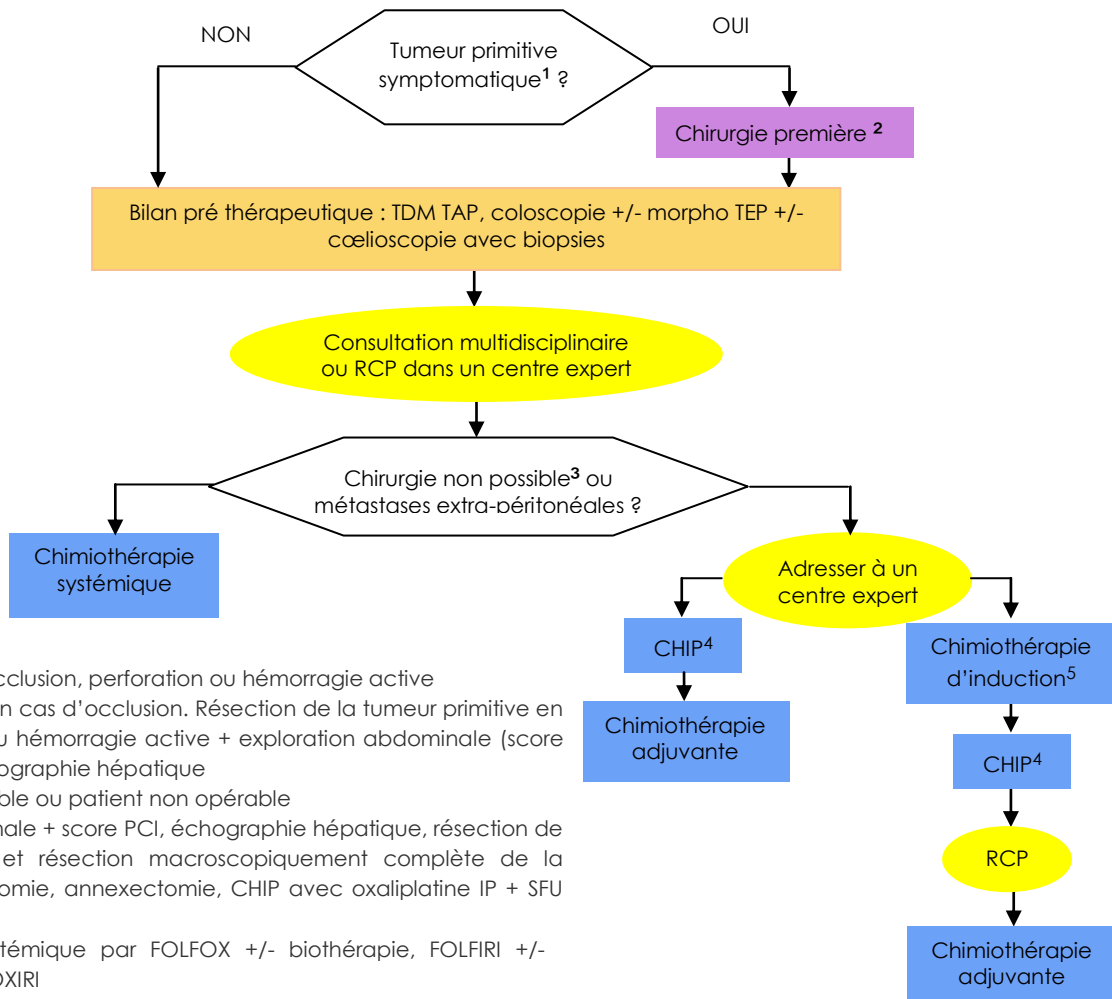 NON
OUI
Tumeur primitive
symptomatique¹ ?
Chirurgie première ²
Bilan pré thérapeutique : TDM TAP, coloscopie +/- morpho TEP +/-
cœlioscopie avec biopsies
Consultation multidisciplinaire
ou RCP dans un centre expert
Chirurgie non possible³ ou
métastases extra-péritonéales ?
Chimiothérapie
systémique
Adresser à un
centre expert
CHIP⁴
Chimiothérapie
adjuvante
Chimiothérapie
d’induction⁵
CHIP⁴
RCP
Chimiothérapie
adjuvante
cclusion, perforation ou hémorragie active
n cas d’occlusion. Résection de la tumeur primitive en
u hémorragie active + exploration abdominale (score
ographie hépatique
ble ou patient non opérable
nale + score PCI, échographie hépatique, résection de
et résection macroscopiquement complète de la
omie, annexectomie, CHIP avec oxaliplatine IP + SFU
stémique par FOLFOX +/- biothérapie, FOLFIRI +/-
OXIRI